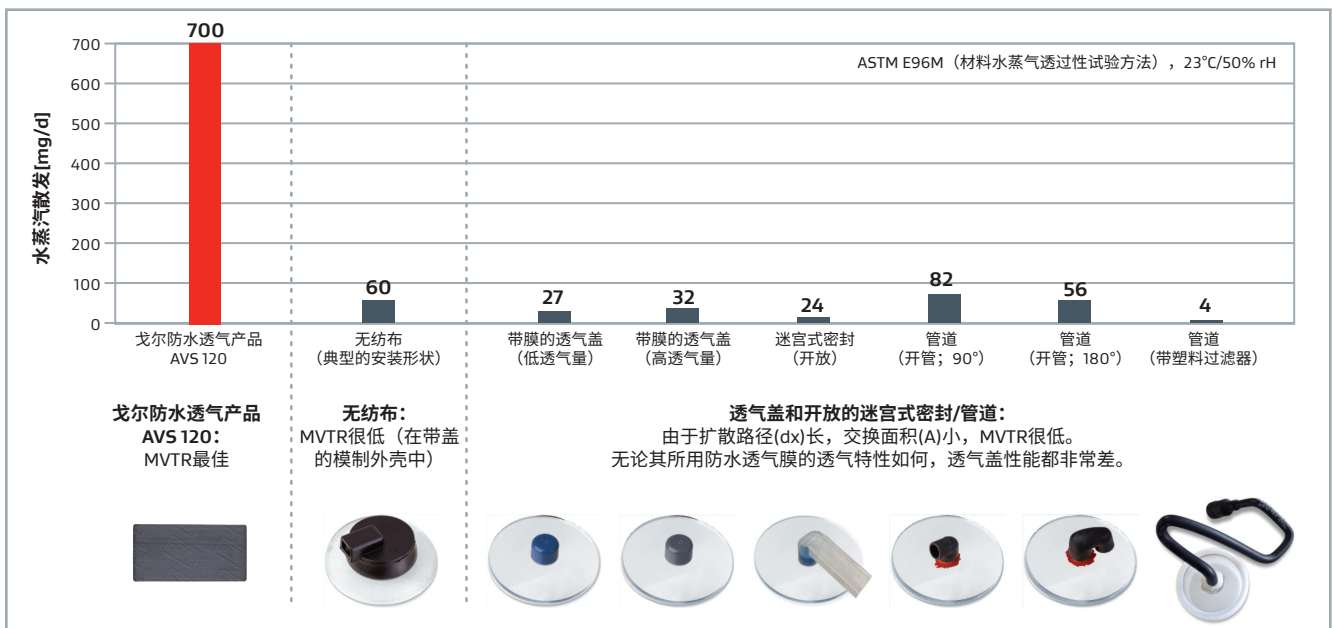 700
ASTM E96M（材料水蒸气透过性试验方法），23°C/50% rH
水蒸汽散发[mg/d]
700
600
500
400
300
200
100
0
60
27
32
24
82
56
4
戈尔防水透气产品
AVS 120
无纺布
（典型的安装形状）
带膜的透气盖
（低透气量）
带膜的透气盖
（高透气量）
迷宫式密封
（开放）
管道
（开管；90°）
管道
（开管；180°）
管道
（带塑料过滤器）
戈尔防水透气产品
AVS 120：
MVTR最佳
无纺布：
MVTR很低（在带盖
的模制外壳中）
透气盖和开放的迷宫式密封/管道：
由于扩散路径(dx)长，交换面积(A)小，MVTR很低。
无论其所用防水透气膜的透气特性如何，透气盖性能都非常差。